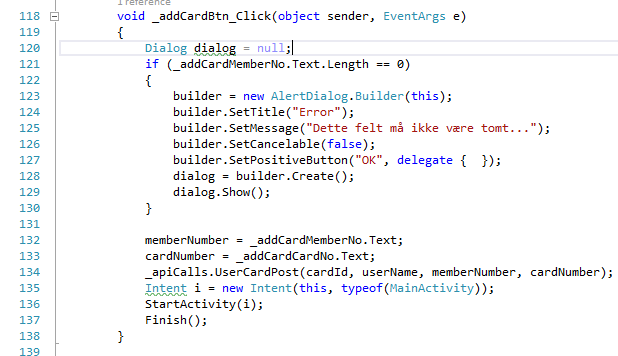 1 reference
118 void _addCardBtn_Click(object sender, EventArgs e)
119 {
120 Dialog dialog = null;
121 if (_addCardMemberNo.Text.Length == 0)
122 {
123 builder = new AlertDialog.Builder(this);
124 builder.SetTitle("Error");
125 builder.SetMessage("Dette felt må ikke være tomt...");
126 builder.SetCancelable(false);
127 builder.SetPositiveButton("OK", delegate {  });
128 dialog = builder.Create();
129 dialog.Show();
130 }
131
132 memberNumber = _addCardMemberNo.Text;
133 cardNumber = _addCardCardNo.Text;
134 _apiCalls.UserCardPost(cardId, userName, memberNumber, cardNumber);
135 Intent i = new Intent(this, typeof(MainActivity));
136 StartActivity(i);
137 Finish();
138 }
139